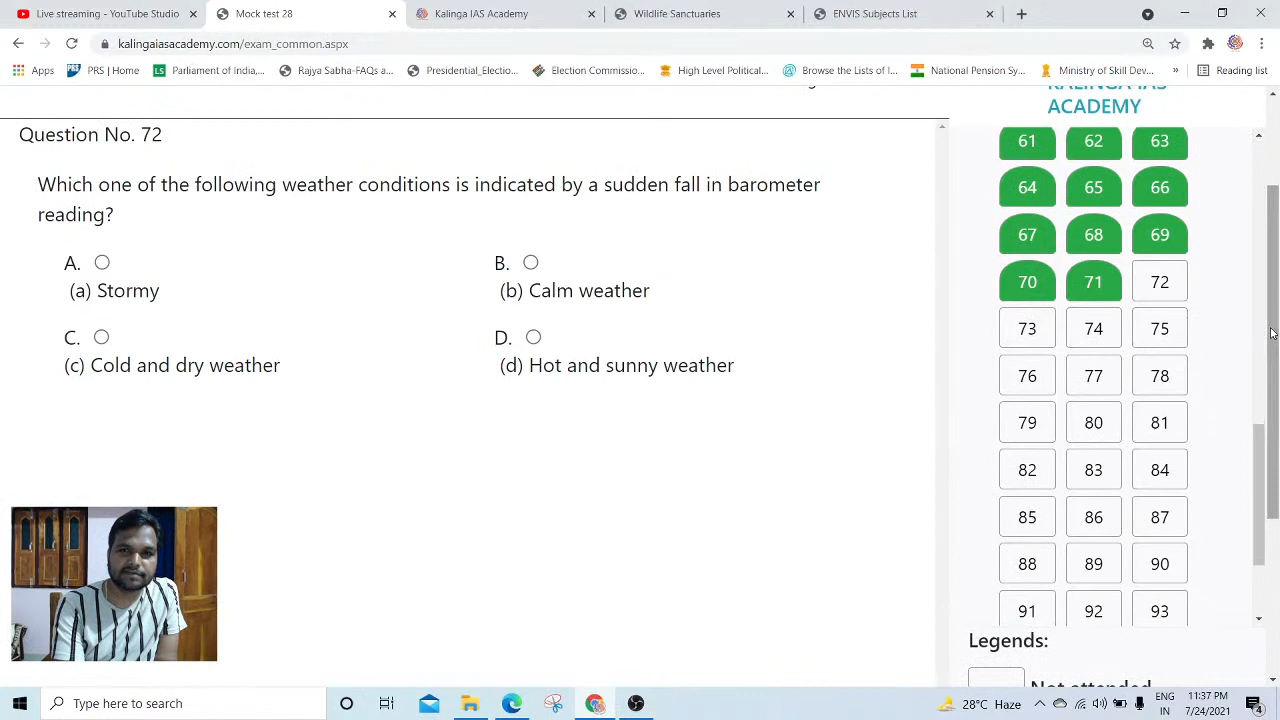 Live streaming - YouTube Studio
Mock test 28
Kalinga IAS Academy
Wildlife Sanctuaries
ENVIS Subjects List
kalingaiasacademy.com/exam_common.aspx
Apps
PRS | Home
Parliament of India,...
Rajya Sabha-FAQs a...
Presidential_Electio...
Election Commissio...
High Level Political...
Browse the Lists of I...
National Pension Sy...
Ministry of Skill Dev...
»
Reading list
KALINGA IAS
ACADEMY
Question No. 72
Which one of the following weather conditions is indicated by a sudden fall in barometer
reading?
A.
(a) Stormy
B.
(b) Calm weather
C.
(c) Cold and dry weather
D.
(d) Hot and sunny weather
61 62 63
64 65 66
67 68 69
70 71 72
73 74 75
76 77 78
79 80 81
82 83 84
85 86 87
88 89 90
91 92 93
Legends:
Not attended
Type here to search
28°C Haze
ENG
IN
11:37 PM
7/24/2021
4